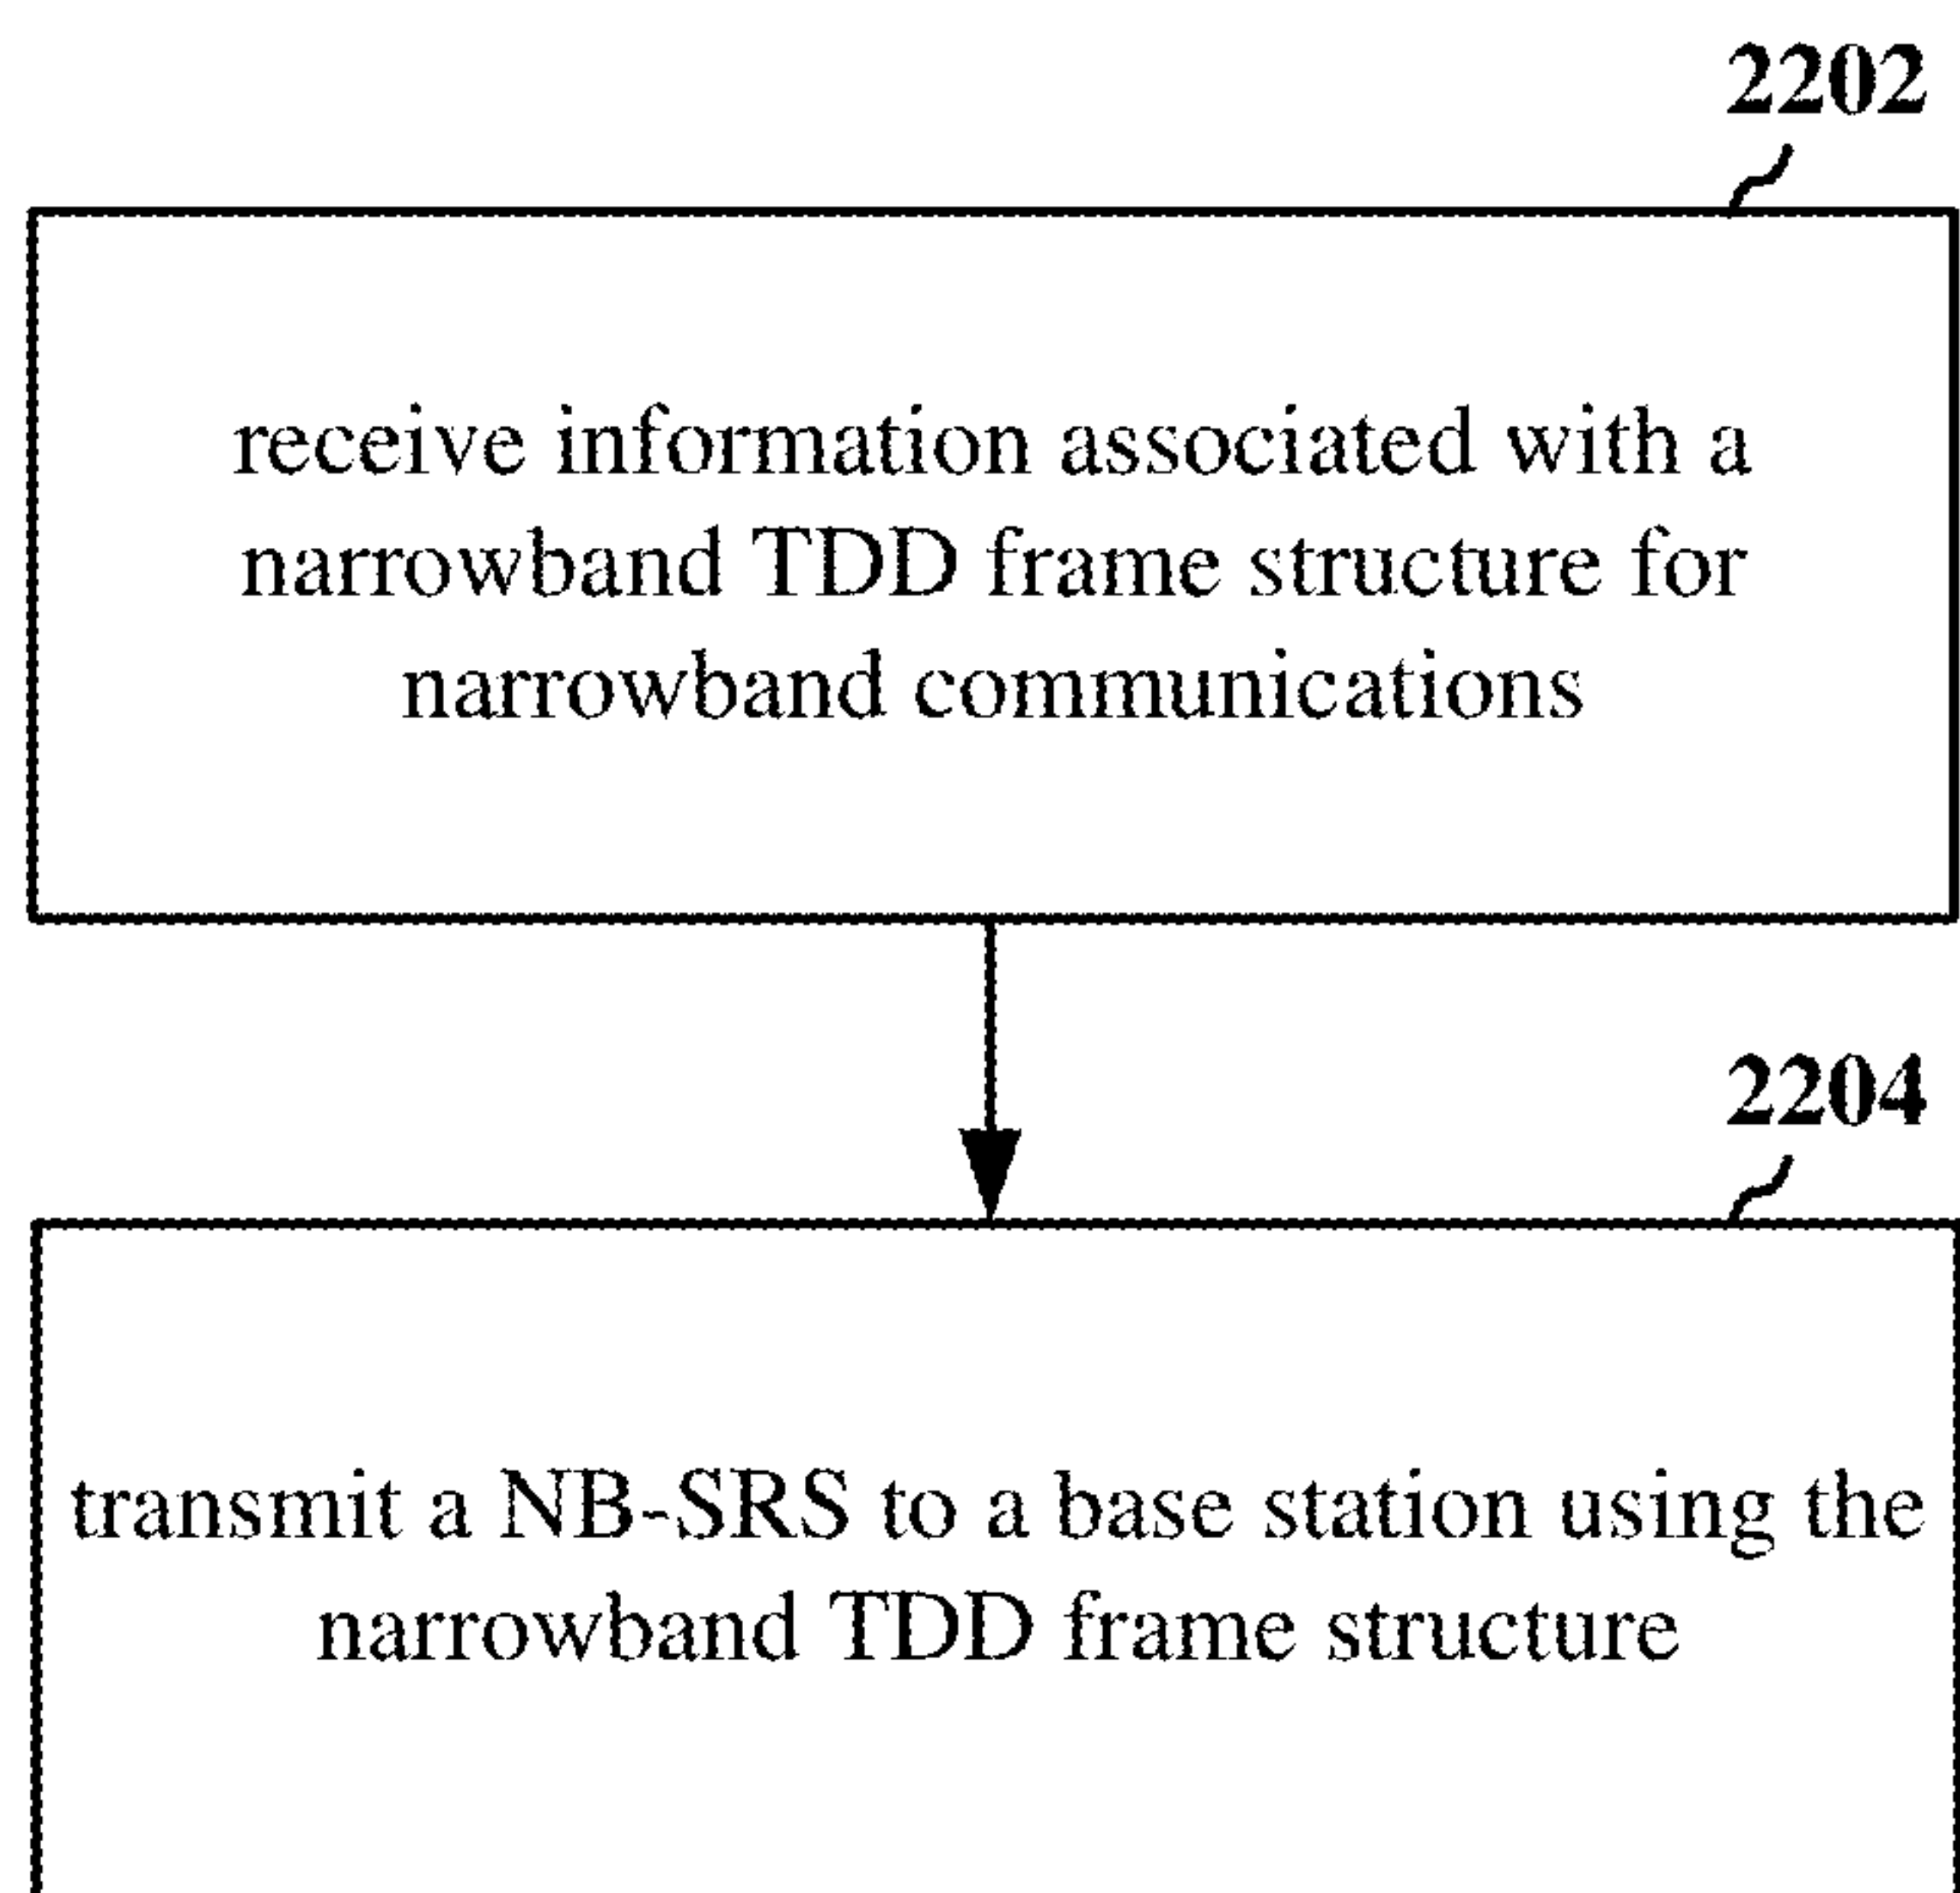 2202
receive information associated with a
narrowband TDD frame structure for
narrowband communications
2204
transmit a NB-SRS to a base station using the
narrowband TDD frame structure